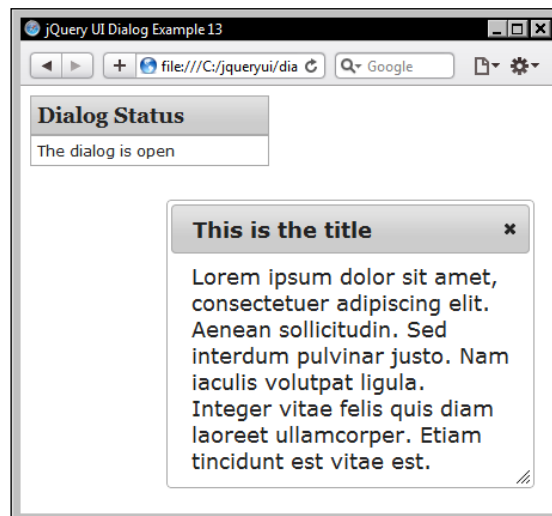 jQuery UI Dialog Example 13
file:///C:/jqueryui/dia
Google
Dialog Status
The dialog is open
This is the title
Lorem ipsum dolor sit amet,
consectetuer adipiscing elit.
Aenean sollicitudin. Sed
interdum pulvinar justo. Nam
iaculis volutpat ligula.
Integer vitae felis quis diam
laoreet ullamcorper. Etiam
tincidunt est vitae est.